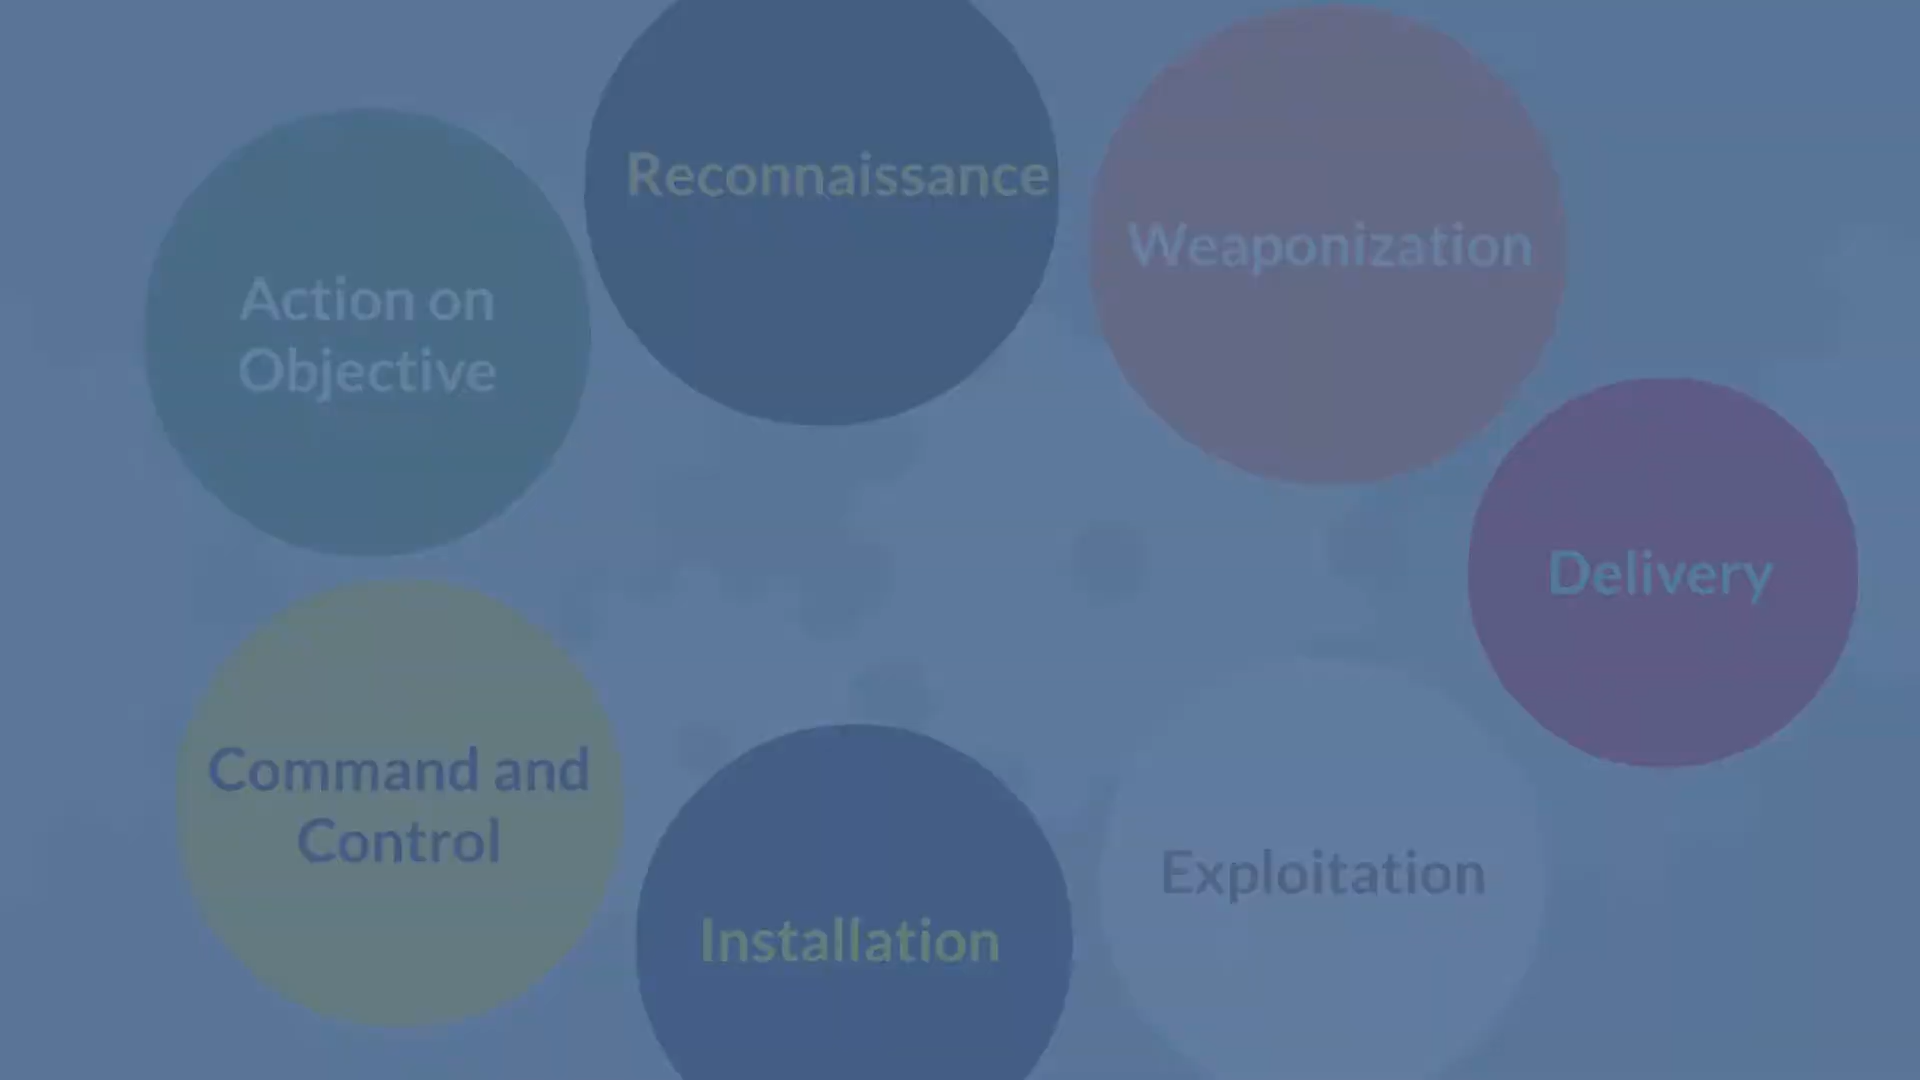 Reconnaissance
Weaponization
Action on
Objective
Delivery
Command and
Control
Exploitation
Installation